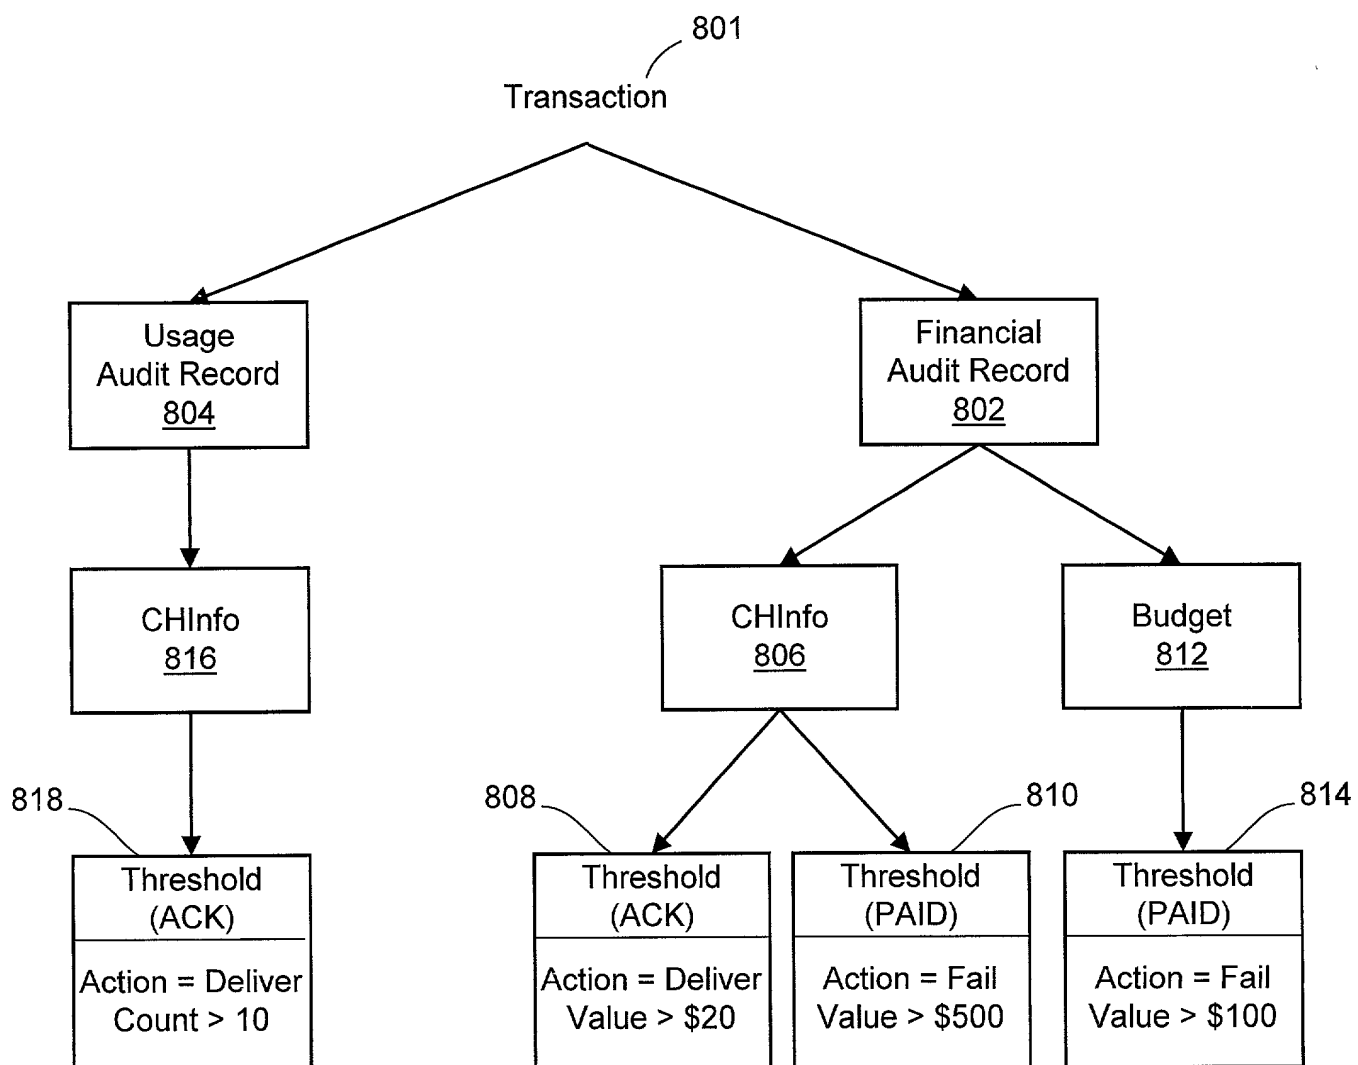 801
Transaction
Usage
Audit Record
804
Financial
Audit Record
802
CHInfo
816
CHInfo
806
Budget
812
818
808
810
814
Threshold
(ACK)
Action = Deliver
Count > 10
Threshold
(ACK)
Action = Deliver
Value > $20
Threshold
(PAID)
Action = Fail
Value > $500
Threshold
(PAID)
Action = Fail
Value > $100